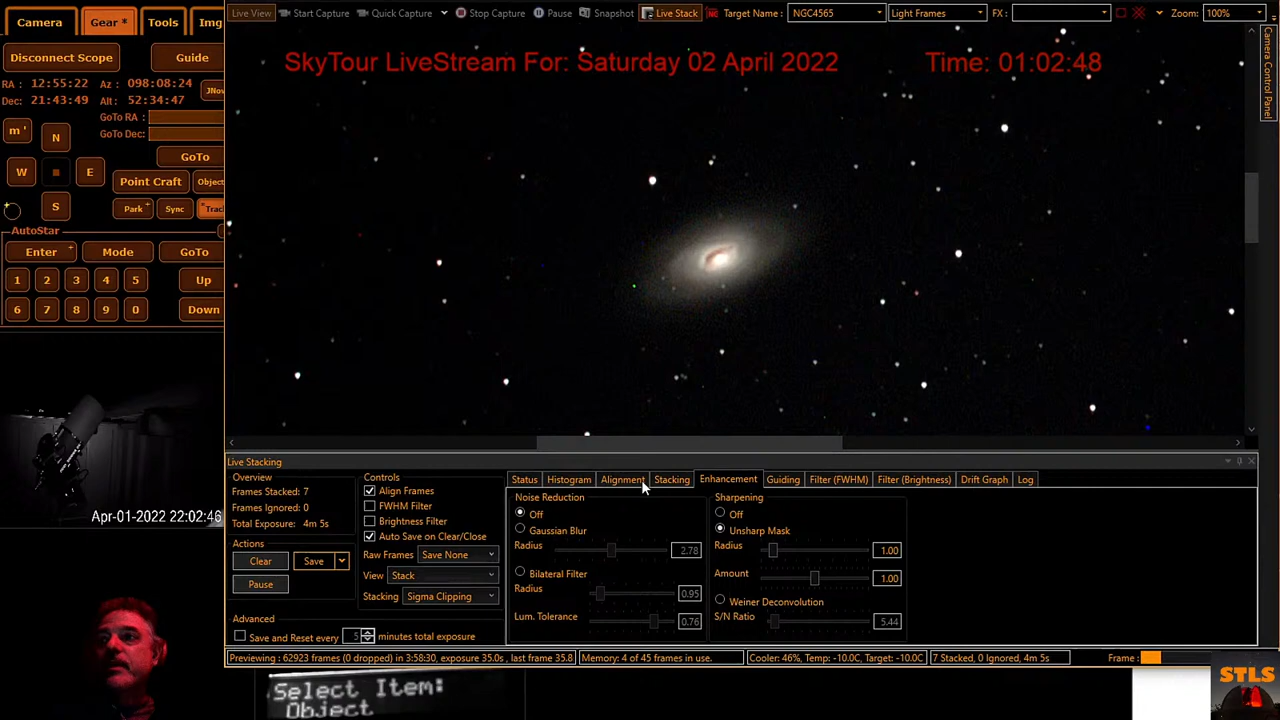 Camera Gear * Tools Img
Live View Start Capture Quick Capture Stop Capture Pause Snapshot Live Stack NC Target Name : NGC4565 Light Frames FX : Zoom: 100%
Disconnect Scope Guide
SkyTour LiveStream For: Saturday 02 April 2022 Time: 01:02:48
Camera Control Panel
RA : 12:55:22 Az : 098:08:24
Dec: 21:43:49 Alt : 52:34:47
JNov
GoTo RA :
GoTo Dec:
m '
N
GoTo
W E
Point Craft Object
S
Park + Sync Track
AutoStar
Enter + Mode GoTo
1 2 3 4 5 Up
6 7 8 9 0 Down
Apr-01-2022 22:02:46
Live Stacking
Overview
Frames Stacked: 7
Frames Ignored: 0
Total Exposure: 4m 5s
Actions
Clear Save
Pause
Advanced
Save and Reset every 5 minutes total exposure
Controls
Align Frames
FWHM Filter
Brightness Filter
Auto Save on Clear/Close
Raw Frames Save None
View Stack
Stacking Sigma Clipping
Status Histogram Alignment Stacking Enhancement Guiding Filter (FWHM) Filter (Brightness) Drift Graph Log
Noise Reduction
Off
Gaussian Blur
Radius 2.78
Bilateral Filter
Radius 0.95
Lum. Tolerance 0.76
Sharpening
Off
Unsharp Mask
Radius 1.00
Amount 1.00
Weiner Deconvolution
S/N Ratio 5.44
Previewing : 62923 frames (0 dropped) in 3:58:30, exposure 35.0s , last frame 35.8 Memory: 4 of 45 frames in use. Cooler: 46%, Temp: -10.0C, Target: -10.0C 7 Stacked, 0 Ignored, 4m 5s Frame :
Select Item:
Object
STLS